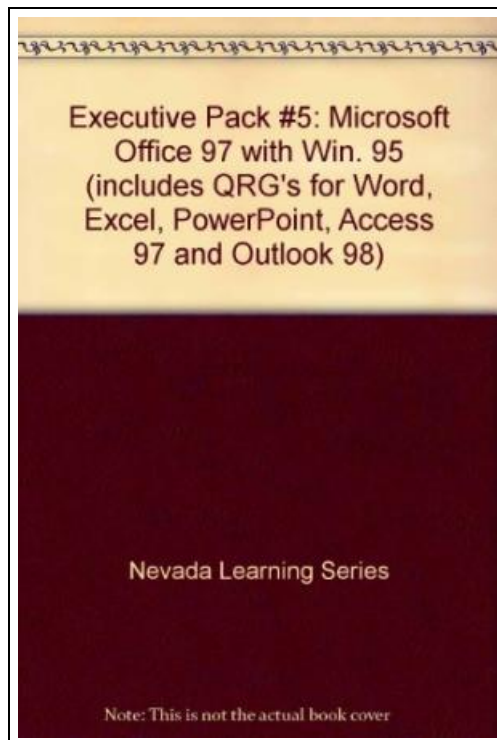 Executive Pack #5: Microsoft
Office 97 with Win. 95
(includes QRG's for Word,
Excel, PowerPoint, Access
97 and Outlook 98)
Nevada Learning Series
Note: This is not the actual book cover